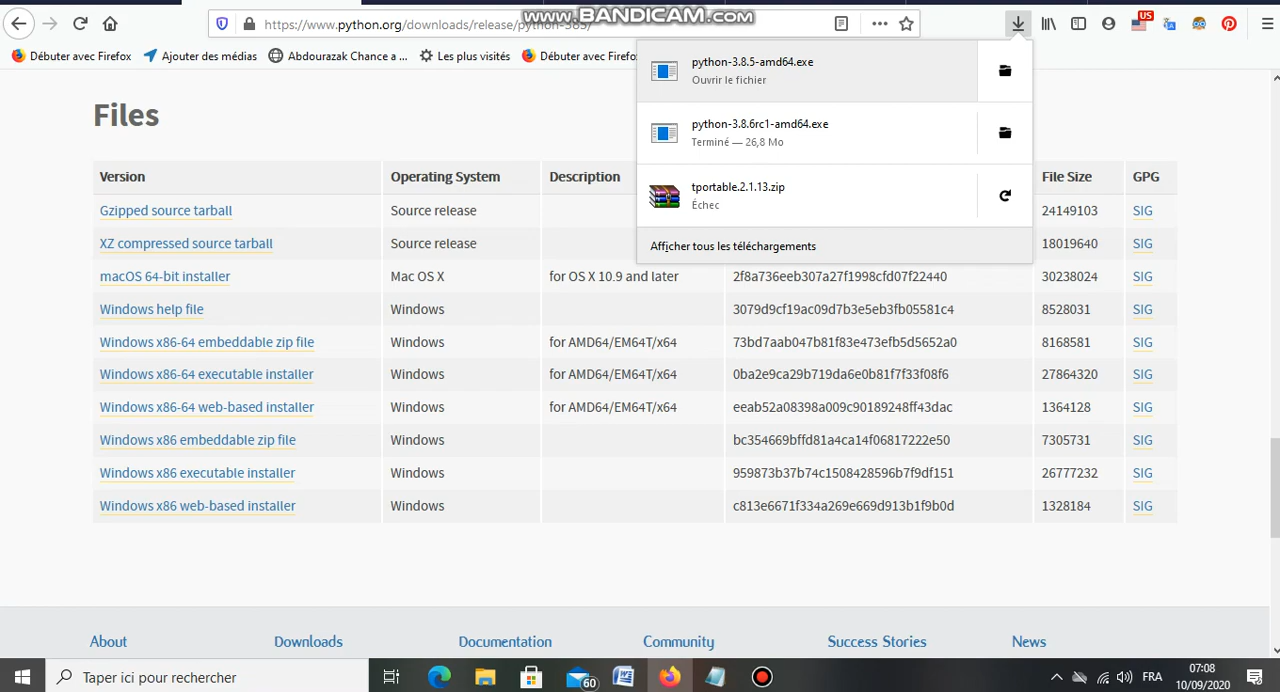 www.BANDICAM.com
https://www.python.org/downloads/release/python-385/
US
Débuter avec Firefox
Ajouter des médias
Abdourazak Chance a ...
Les plus visités
Débuter avec Firefo
python-3.8.5-amd64.exe
Ouvrir le fichier
python-3.8.6rc1-amd64.exe
Terminé — 26,8 Mo
tportable.2.1.13.zip
Échec
Afficher tous les téléchargements
Files
Version Operating System Description File Size GPG
Gzipped source tarball Source release 24149103 SIG
XZ compressed source tarball Source release 18019640 SIG
macOS 64-bit installer Mac OS X for OS X 10.9 and later 2f8a736eeb307a27f1998cfd07f22440 30238024 SIG
Windows help file Windows 3079d9cf19ac09d7b3e5eb3fb05581c4 8528031 SIG
Windows x86-64 embeddable zip file Windows for AMD64/EM64T/x64 73bd7aab047b81f83e473efb5d5652a0 8168581 SIG
Windows x86-64 executable installer Windows for AMD64/EM64T/x64 0ba2e9ca29b719da6e0b81f7f33f08f6 27864320 SIG
Windows x86-64 web-based installer Windows for AMD64/EM64T/x64 eeab52a08398a009c90189248ff43dac 1364128 SIG
Windows x86 embeddable zip file Windows bc354669bffd81a4ca14f06817222e50 7305731 SIG
Windows x86 executable installer Windows 959873b37b74c1508428596b7f9df151 26777232 SIG
Windows x86 web-based installer Windows c813e6671f334a269e669d913b1f9b0d 1328184 SIG
About Downloads Documentation Community Success Stories News
Taper ici pour rechercher
60
FRA
07:08
10/09/2020